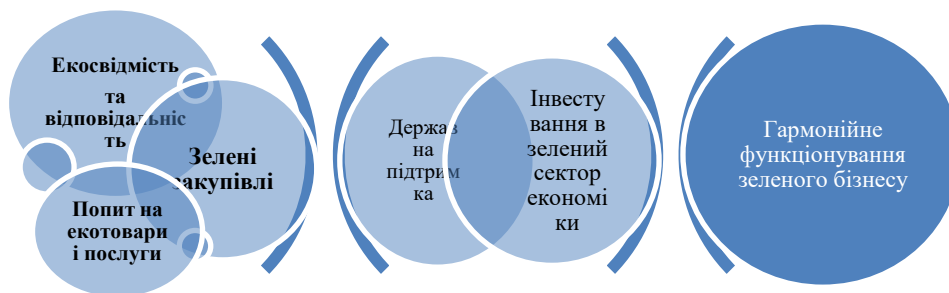 Екосвідмість
та
відповідальніс
ть
Зелені
закупівлі
Попит на
екотовари
і послуги
Держав
на
підтрим
ка
Інвесту
вання в
зелений
сектор
економі
ки
Гармонійне
функціонування
зеленого бізнесу